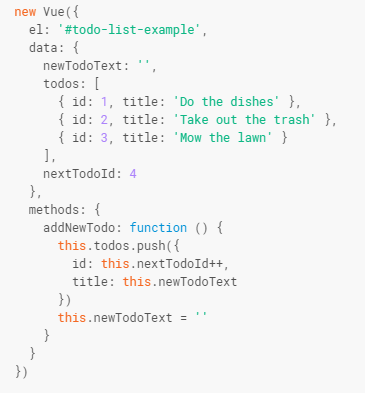 new Vue({
  el: '#todo-list-example',
  data: {
    newTodoText: '',
    todos: [
      { id: 1, title: 'Do the dishes' },
      { id: 2, title: 'Take out the trash' },
      { id: 3, title: 'Mow the lawn' }
    ],
    nextTodoId: 4
  },
  methods: {
    addNewTodo: function () {
      this.todos.push({
        id: this.nextTodoId++,
        title: this.newTodoText
      })
      this.newTodoText = ''
    }
  }
})